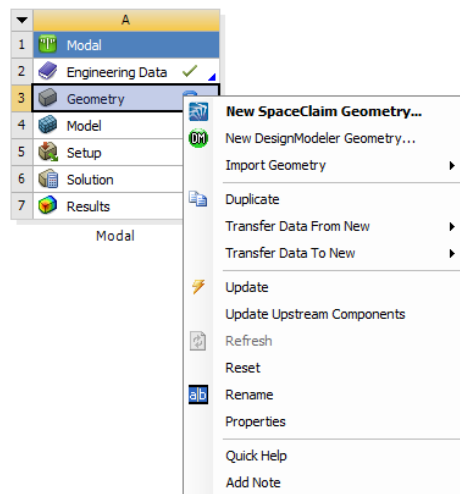 A
1 Modal
2 Engineering Data
3 Geometry
4 Model
5 Setup
6 Solution
7 Results
Modal
New SpaceClaim Geometry...
DM New DesignModeler Geometry...
Import Geometry
Duplicate
Transfer Data From New
Transfer Data To New
Update
Update Upstream Components
Refresh
Reset
a|b Rename
Properties
Quick Help
Add Note